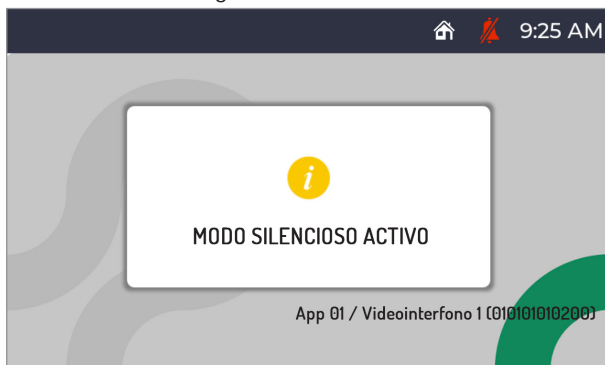 9:25 AM
i
MODO SILENCIOSO ACTIVO
App 01 / Videointerfono 1 (010101010200)